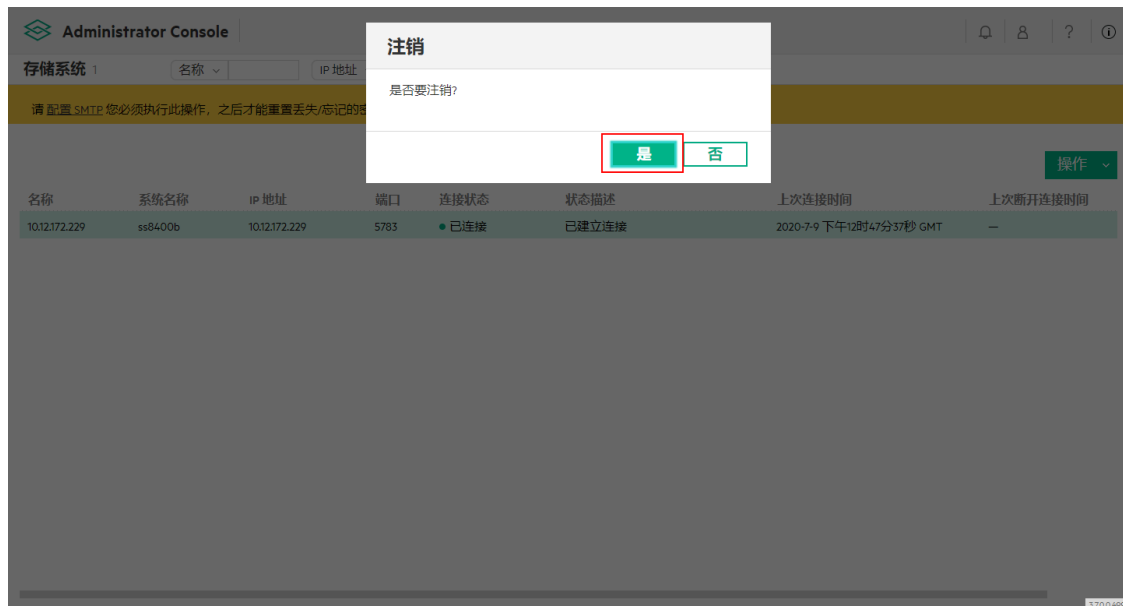 Administrator Console
注销
存储系统 1
名称
IP 地址
是否要注销?
请 配置 SMTP 您必须执行此操作，之后才能重置丢失/忘记的
是
否
操作
名称 系统名称 IP 地址 端口 连接状态 状态描述 上次连接时间 上次断开连接时间
10.12.172.229 ss8400b 10.12.172.229 5783 已连接 已建立连接 2020-7-9 下午12时47分37秒 GMT —